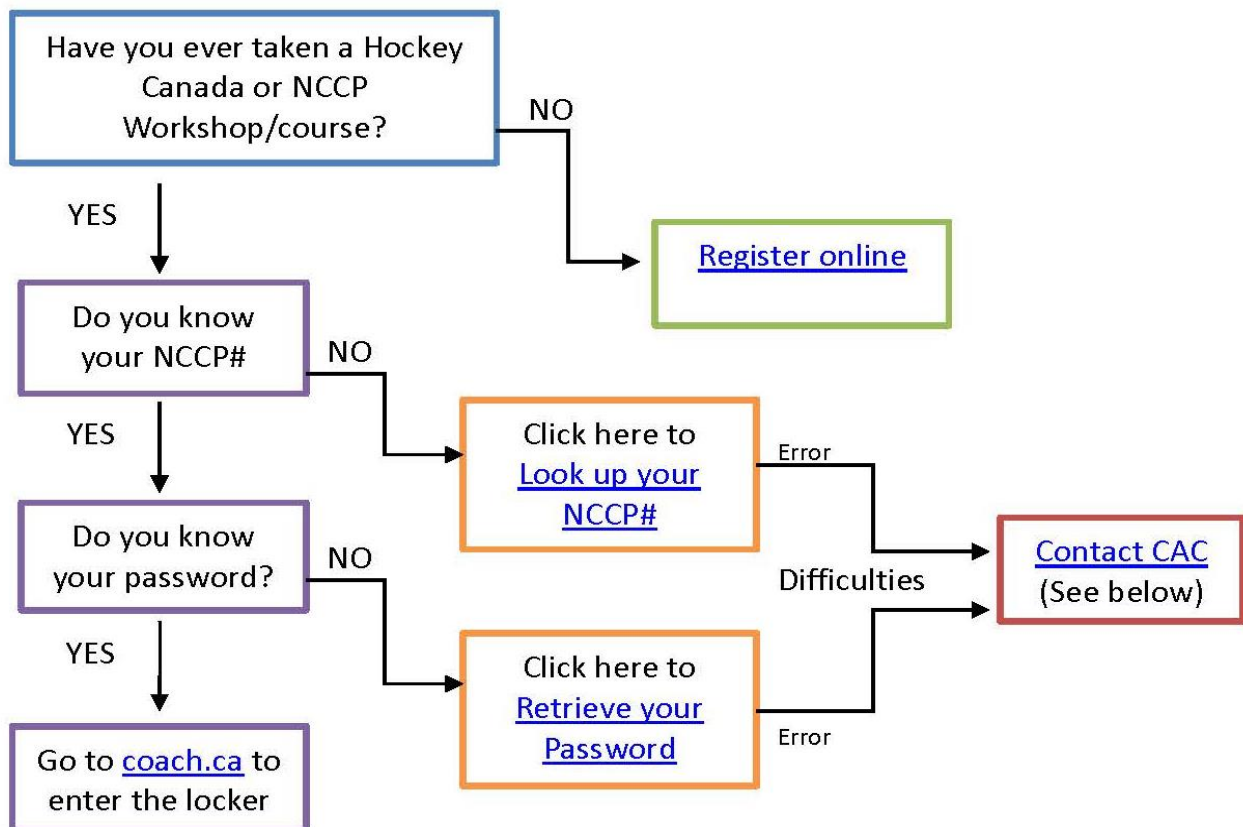 Have you ever taken a Hockey
Canada or NCCP
Workshop/course?
NO
YES
Register online
Do you know
your NCCP#
NO
YES
Click here to
Look up your
NCCP#
Error
Do you know
your password?
NO
Difficulties
Contact CAC
(See below)
YES
Click here to
Retrieve your
Password
Error
Go to coach.ca to
enter the locker